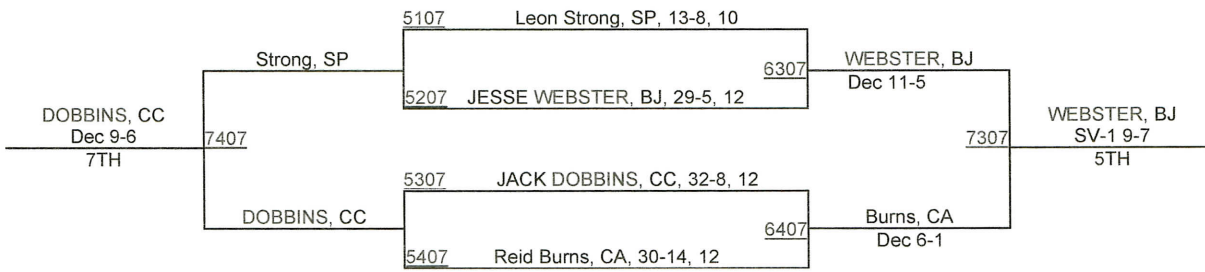 5107 Leon Strong, SP, 13-8, 10
Strong, SP
6307
WEBSTER, BJ
Dec 11-5
5207 JESSE WEBSTER, BJ, 29-5, 12
DOBBINS, CC
Dec 9-6
7TH
7407
7307
WEBSTER, BJ
SV-1 9-7
5TH
5307 JACK DOBBINS, CC, 32-8, 12
DOBBINS, CC
6407
Burns, CA
Dec 6-1
5407 Reid Burns, CA, 30-14, 12